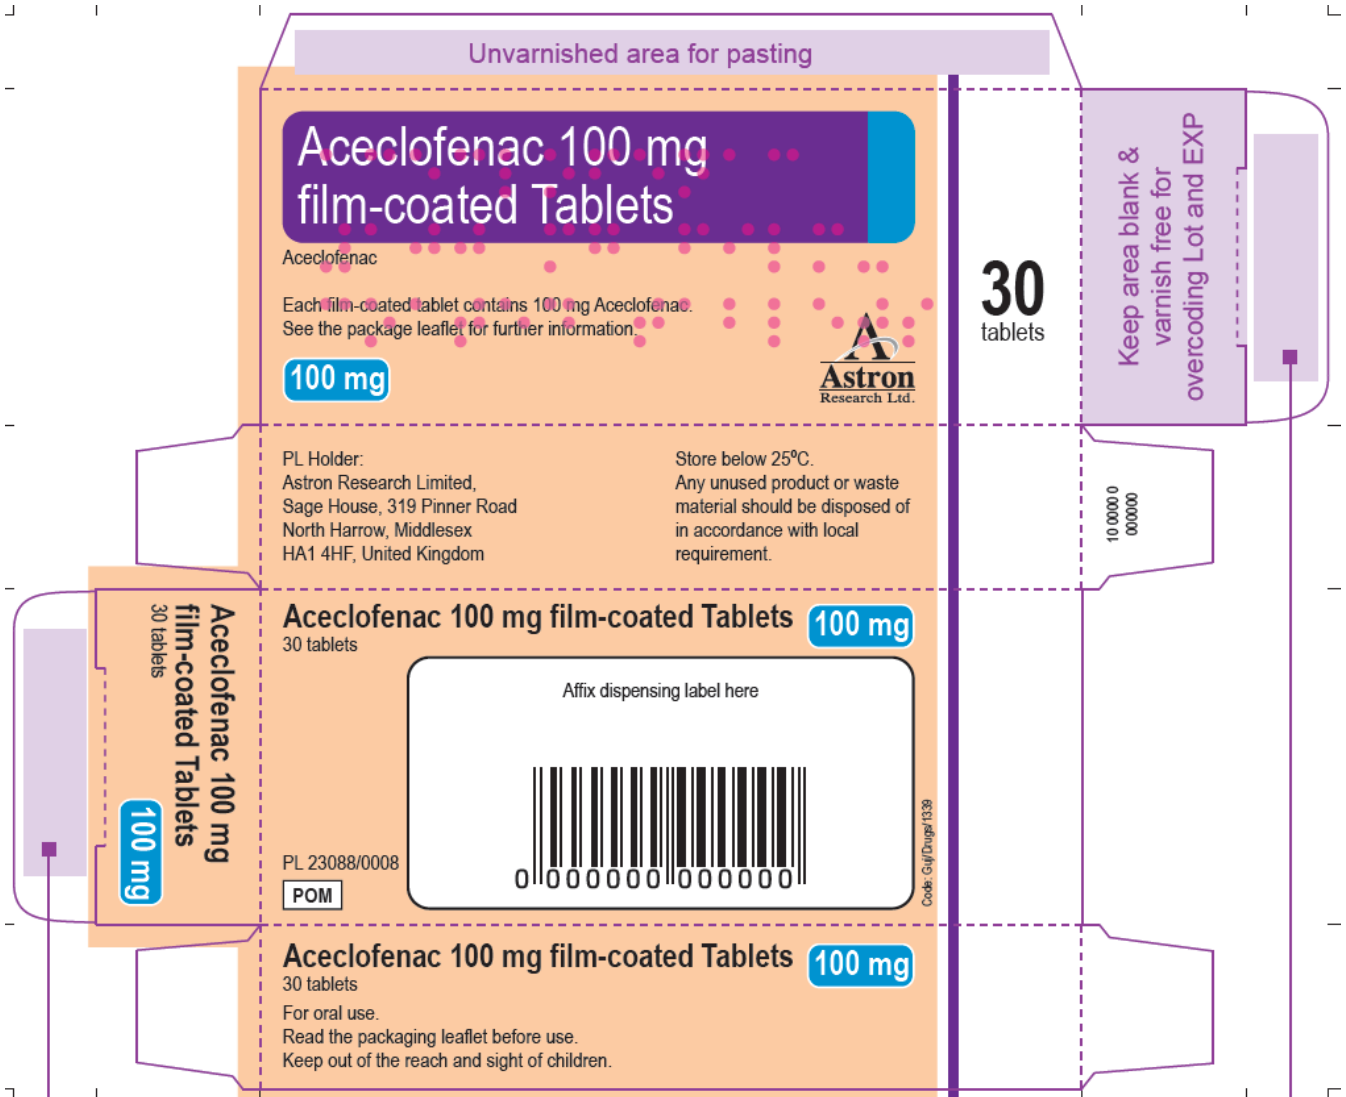 Unvarnished area for pasting
Aceclofenac 100 mg
film-coated Tablets
Aceclofenac
Each film-coated tablet contains 100 mg Aceclofenac.
See the package leaflet for further information.
100 mg
Astron
Research Ltd.
30
tablets
Keep area blank &
varnish free for
overcoding Lot and EXP
PL Holder:
Astron Research Limited,
Sage House, 319 Pinner Road
North Harrow, Middlesex
HA1 4HF, United Kingdom
Store below 25⁰C.
Any unused product or waste
material should be disposed of
in accordance with local
requirement.
10 0000 0
000000
Aceclofenac 100 mg
film-coated Tablets
30 tablets
100 mg
Aceclofenac 100 mg film-coated Tablets
30 tablets
100 mg
Affix dispensing label here
0 000000 000000
PL 23088/0008
POM
Code: Guj/Drugs/1339
Aceclofenac 100 mg film-coated Tablets
30 tablets
100 mg
For oral use.
Read the packaging leaflet before use.
Keep out of the reach and sight of children.